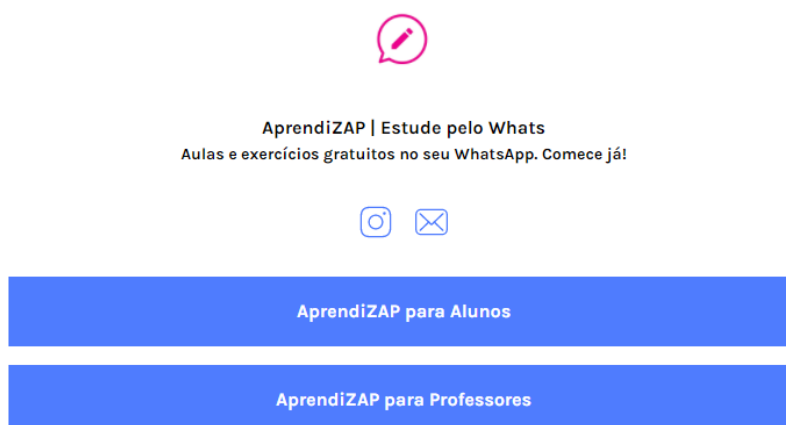 AprendiZAP | Estude pelo Whats
Aulas e exercícios gratuitos no seu WhatsApp. Comece já!
AprendiZAP para Alunos
AprendiZAP para Professores